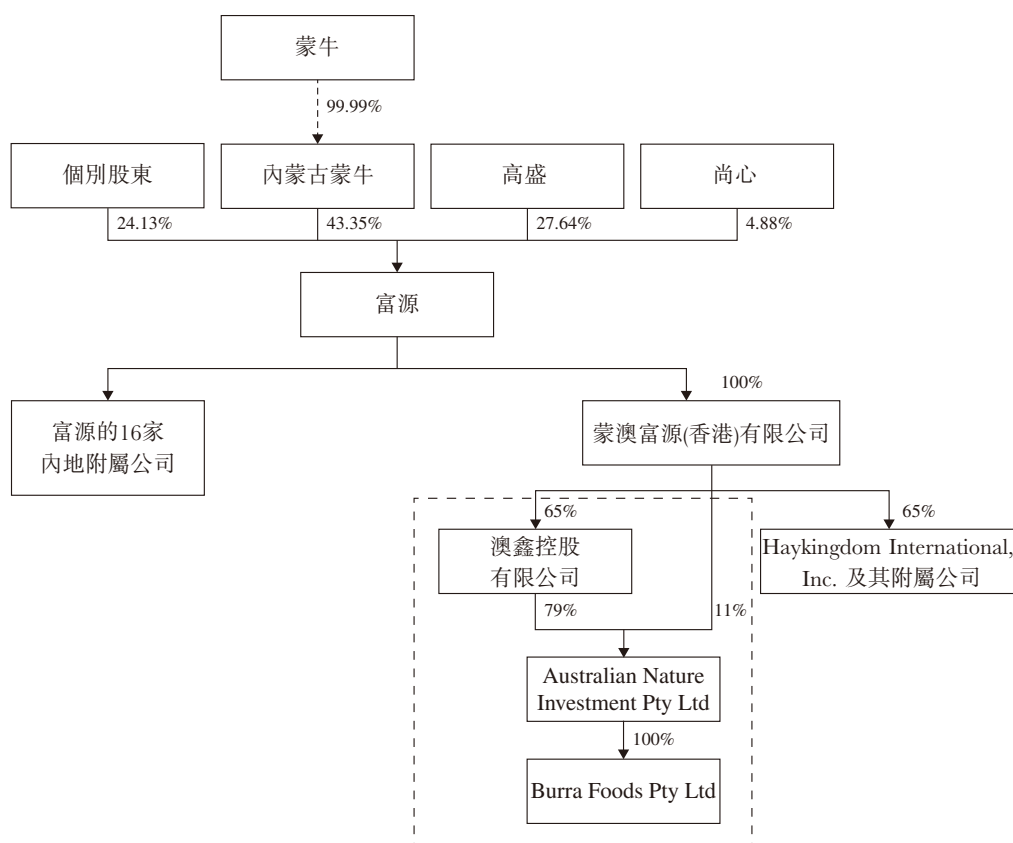 蒙牛
99.99%
個別股東
內蒙古蒙牛
高盛
尚心
24.13%
43.35%
27.64%
4.88%
富源
100%
富源的16家
內地附屬公司
蒙澳富源(香港)有限公司
65%
65%
澳鑫控股
有限公司
Haykingdom International,
Inc. 及其附屬公司
79%
11%
Australian Nature
Investment Pty Ltd
100%
Burra Foods Pty Ltd